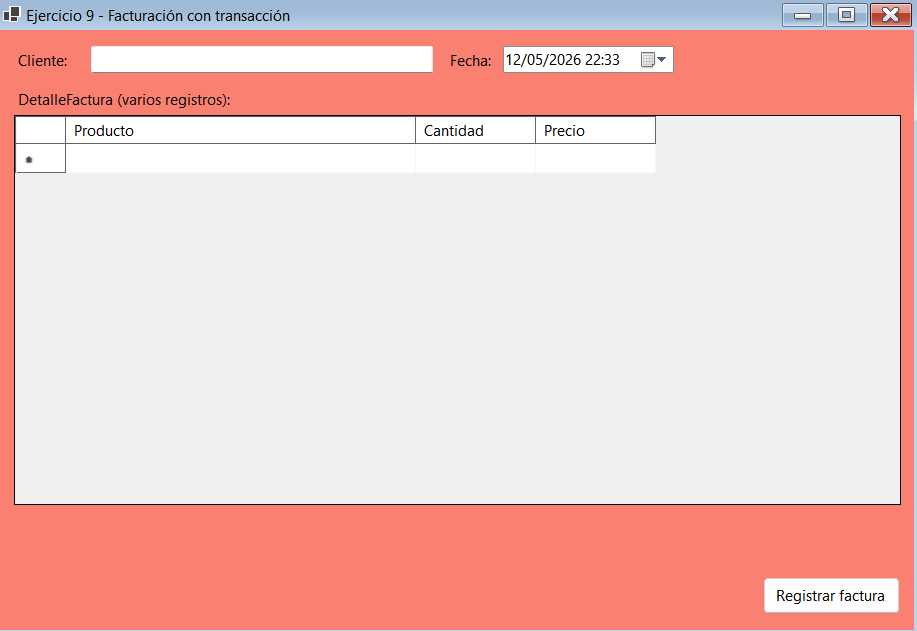 Ejercicio 9 - Facturación con transacción
Cliente: Fecha: 12/05/2026 22:33
DetalleFactura (varios registros):
Producto Cantidad Precio
Registrar factura